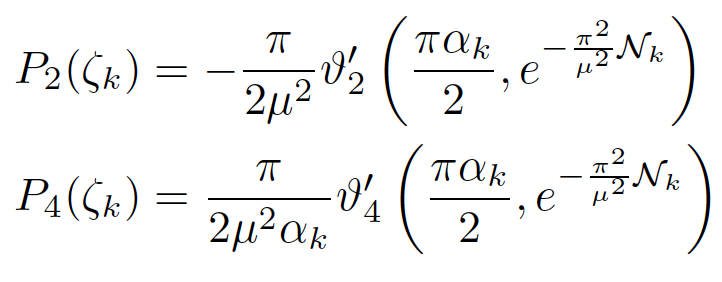 $P_2(\zeta_k) = -\frac{\pi}{2\mu^2} \vartheta_2' \left( \frac{\pi\alpha_k}{2}, e^{-\frac{\pi^2}{\mu^2}\mathcal{N}_k} \right)$
$P_4(\zeta_k) = \frac{\pi}{2\mu^2\alpha_k} \vartheta_4' \left( \frac{\pi\alpha_k}{2}, e^{-\frac{\pi^2}{\mu^2}\mathcal{N}_k} \right)$